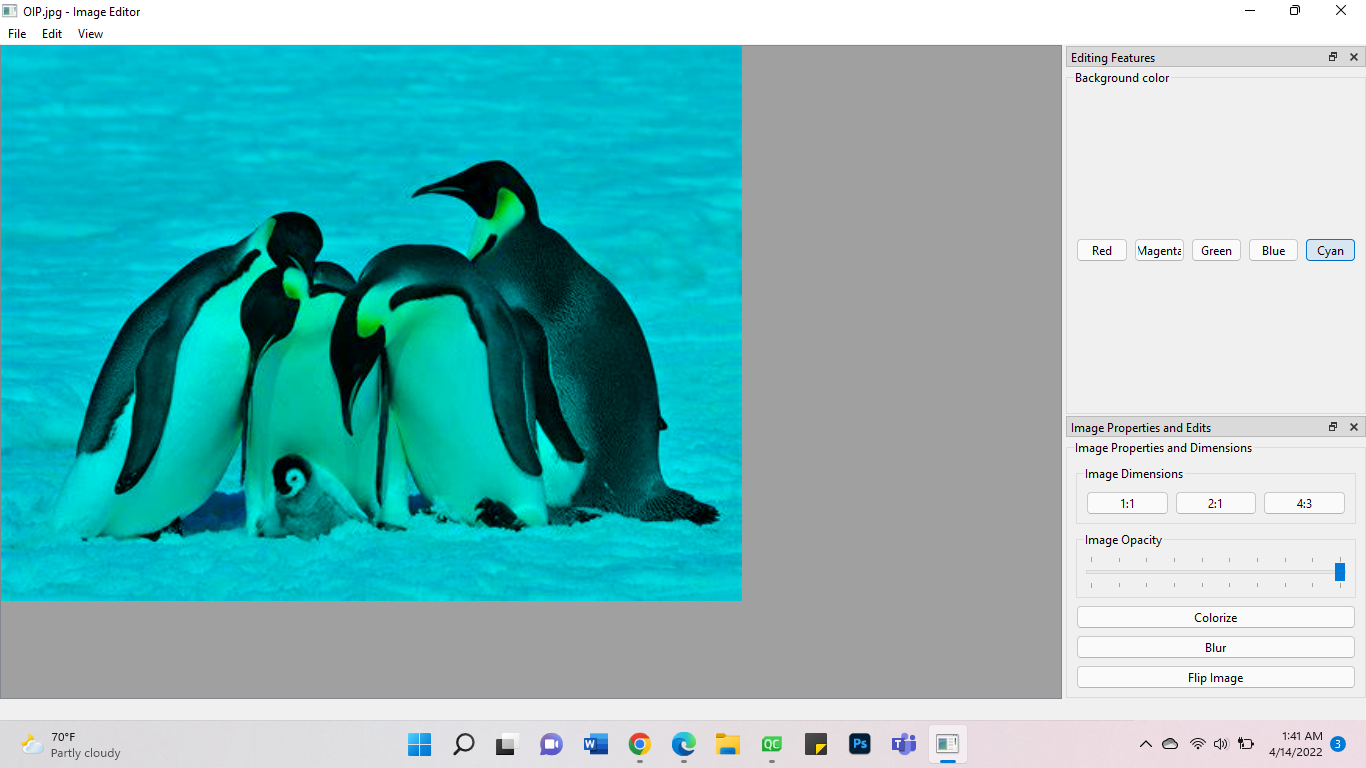 OIP.jpg - Image Editor
File Edit View
Editing Features
Background color
Red Magenta Green Blue Cyan
Image Properties and Edits
Image Properties and Dimensions
Image Dimensions
1:1 2:1 4:3
Image Opacity
Colorize
Blur
Flip Image
70°F
Partly cloudy
QC
Ps
1:41 AM
4/14/2022
3